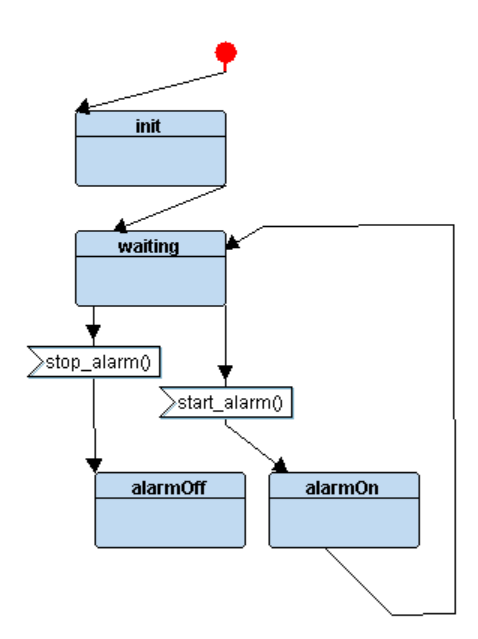 init
waiting
stop_alarm()
start_alarm()
alarmOff
alarmOn